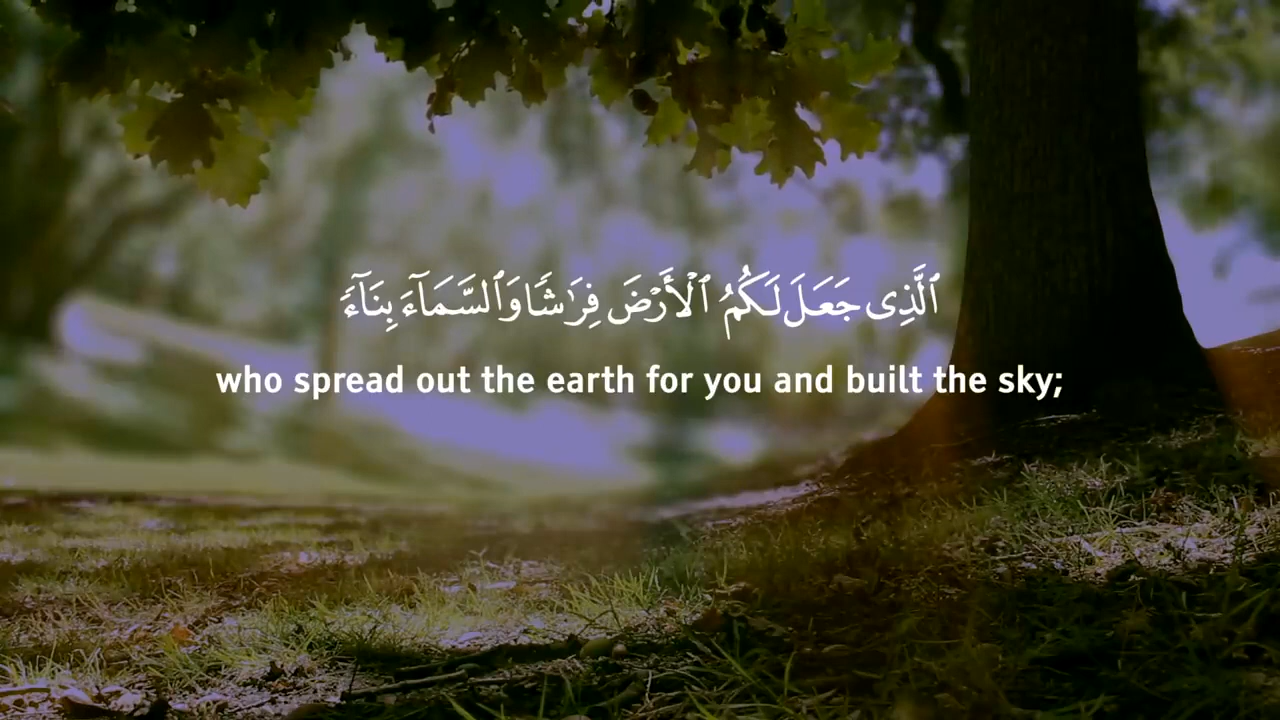 ٱلَّذِى جَعَلَ لَكُمُ ٱلْأَرْضَ فِرَٰشًا وَٱلسَّمَآءَ بِنَآءً
who spread out the earth for you and built the sky;